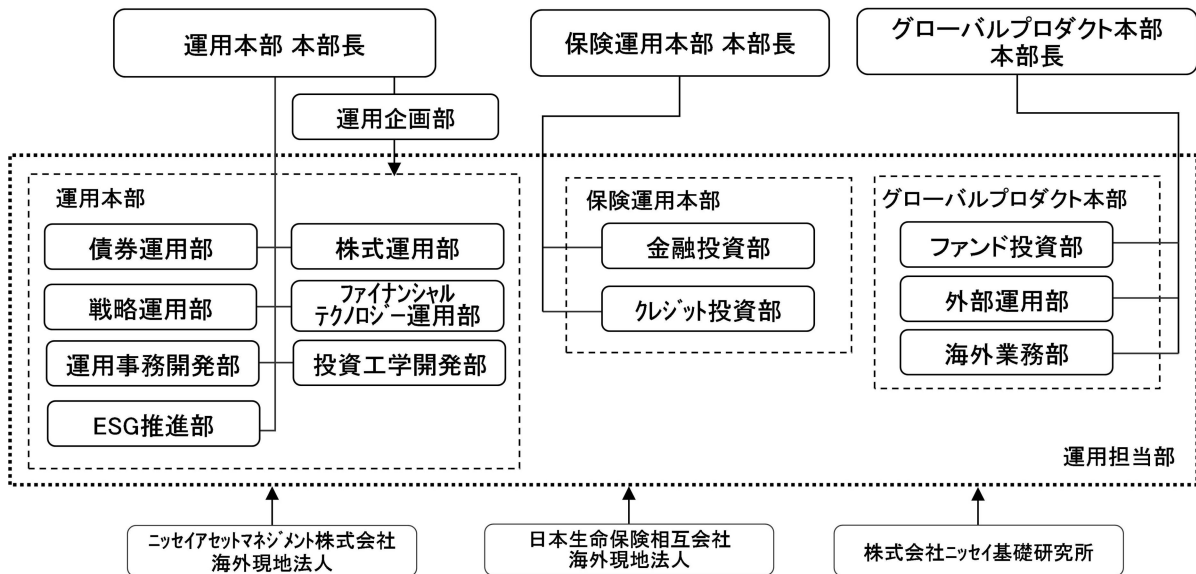 運用本部 本部長
保険運用本部 本部長
グローバルプロダクト本部
本部長
運用企画部
運用本部
債券運用部
株式運用部
戦略運用部
ファイナンシャル
テクノロジー運用部
運用事務開発部
投資工学開発部
ESG推進部
保険運用本部
金融投資部
クレジット投資部
グローバルプロダクト本部
ファンド投資部
外部運用部
海外業務部
運用担当部
ニッセイアセットマネジメント株式会社
海外現地法人
日本生命保険相互会社
海外現地法人
株式会社ニッセイ基礎研究所